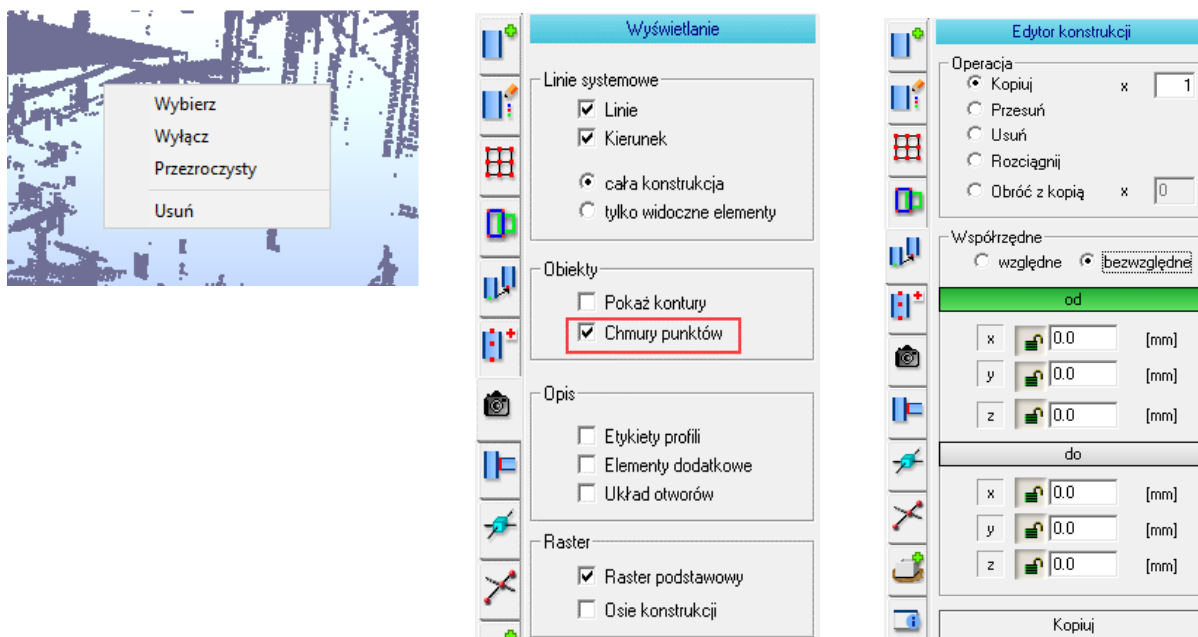 Wybierz
Wyłącz
Przezroczysty
Usuń
Wyświetlanie
Linie systemowe
Linie
Kierunek
cała konstrukcja
tylko widoczne elementy
Obiekty
Pokaż kontury
Chmury punktów
Opis
Etykiety profili
Elementy dodatkowe
Układ otworów
Raster
Raster podstawowy
Osie konstrukcji
Edytor konstrukcji
Operacja
Kopiuj x 1
Przesuń
Usuń
Rozciągnij
Obróć z kopią x 0
Współrzędne
względne bezwzględne
od
x 0.0 [mm]
y 0.0 [mm]
z 0.0 [mm]
do
x 0.0 [mm]
y 0.0 [mm]
z 0.0 [mm]
Kopiuj